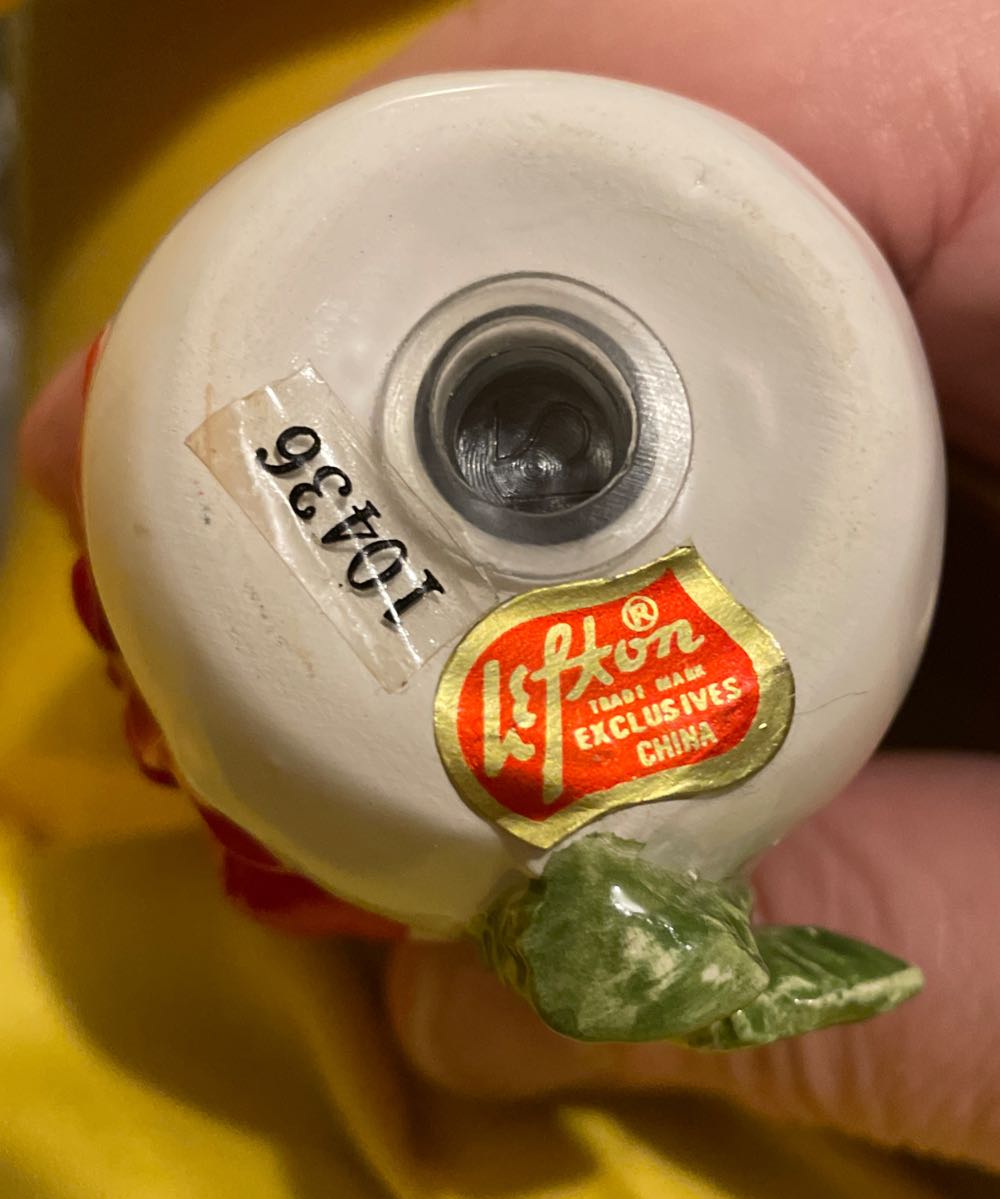 10436
Lefton ®
TRADE MARK
EXCLUSIVES
CHINA